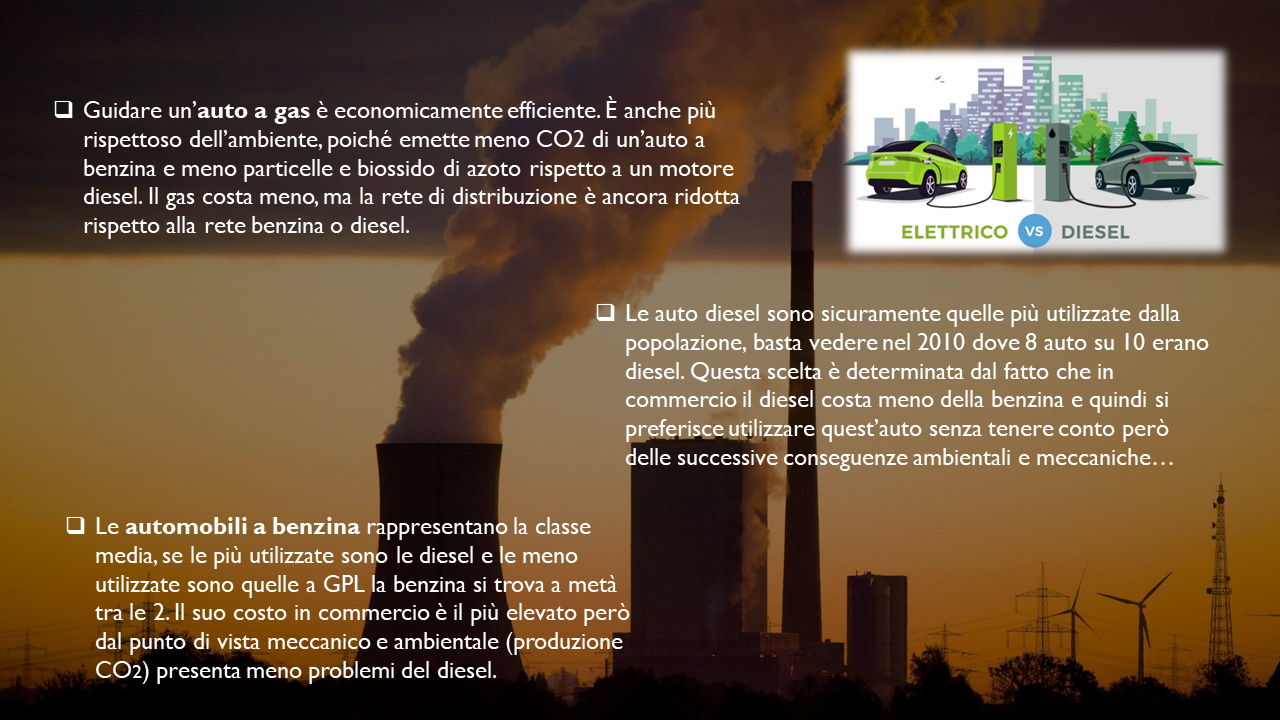 Guidare un’auto a gas è economicamente efficiente. È anche più
rispettoso dell’ambiente, poiché emette meno CO2 di un’auto a
benzina e meno particelle e biossido di azoto rispetto a un motore
diesel. Il gas costa meno, ma la rete di distribuzione è ancora ridotta
rispetto alla rete benzina o diesel.
ELETTRICO VS DIESEL
Le auto diesel sono sicuramente quelle più utilizzate dalla
popolazione, basta vedere nel 2010 dove 8 auto su 10 erano
diesel. Questa scelta è determinata dal fatto che in
commercio il diesel costa meno della benzina e quindi si
preferisce utilizzare quest’auto senza tenere conto però
delle successive conseguenze ambientali e meccaniche…
Le automobili a benzina rappresentano la classe
media, se le più utilizzate sono le diesel e le meno
utilizzate sono quelle a GPL la benzina si trova a metà
tra le 2. Il suo costo in commercio è il più elevato però
dal punto di vista meccanico e ambientale (produzione
CO2) presenta meno problemi del diesel.